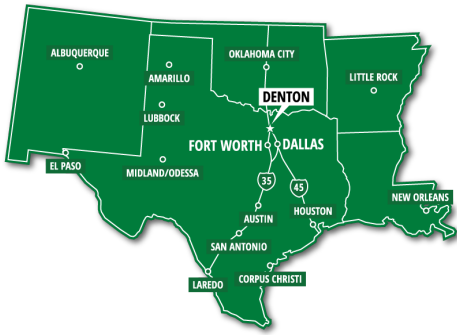 ALBUQUERQUE
OKLAHOMA CITY
AMARILLO
LITTLE ROCK
DENTON
LUBBOCK
FORT WORTH
DALLAS
EL PASO
MIDLAND/ODESSA
35
45
NEW ORLEANS
AUSTIN
HOUSTON
SAN ANTONIO
LAREDO
CORPUS CHRISTI